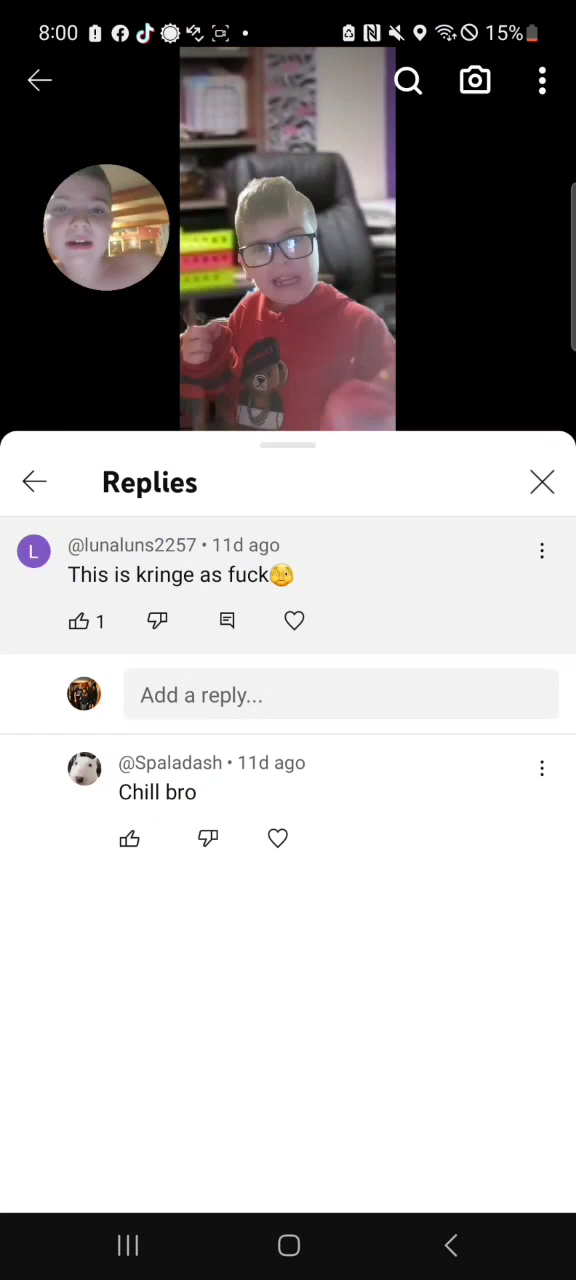 8:00
15%
Replies
L
@lunaluns2257 • 11d ago
This is kringe as fuck🫣
1
Add a reply...
@Spaladash • 11d ago
Chill bro